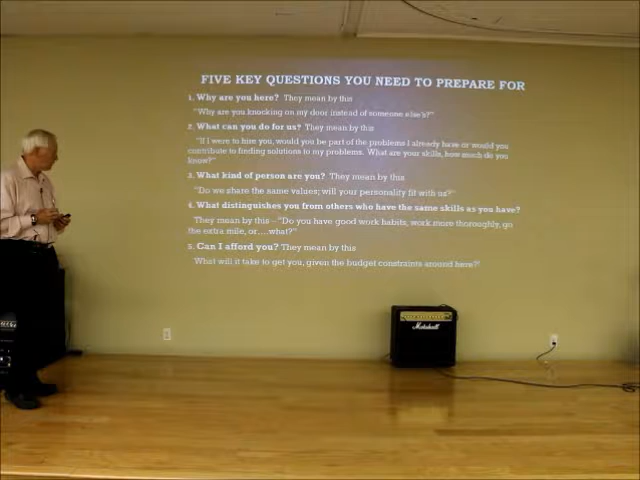 FIVE KEY QUESTIONS YOU NEED TO PREPARE FOR
1. Why are you here? They mean by this
"Why are you knocking on my door instead of someone else's?"
2. What can you do for us? They mean by this
"If I were to hire you, would you be part of the problems I already have or would you
contribute to finding solutions to my problems. What are your skills, how much do you
know?"
3. What kind of person are you? They mean by this
"Do we share the same values; will your personality fit with us?"
4. What distinguishes you from others who have the same skills as you have?
They mean by this – "Do you have good work habits, work more thoroughly, go
the extra mile, or....what?"
5. Can I afford you? They mean by this
"What will it take to get you, given the budget constraints around here?"
Marshall